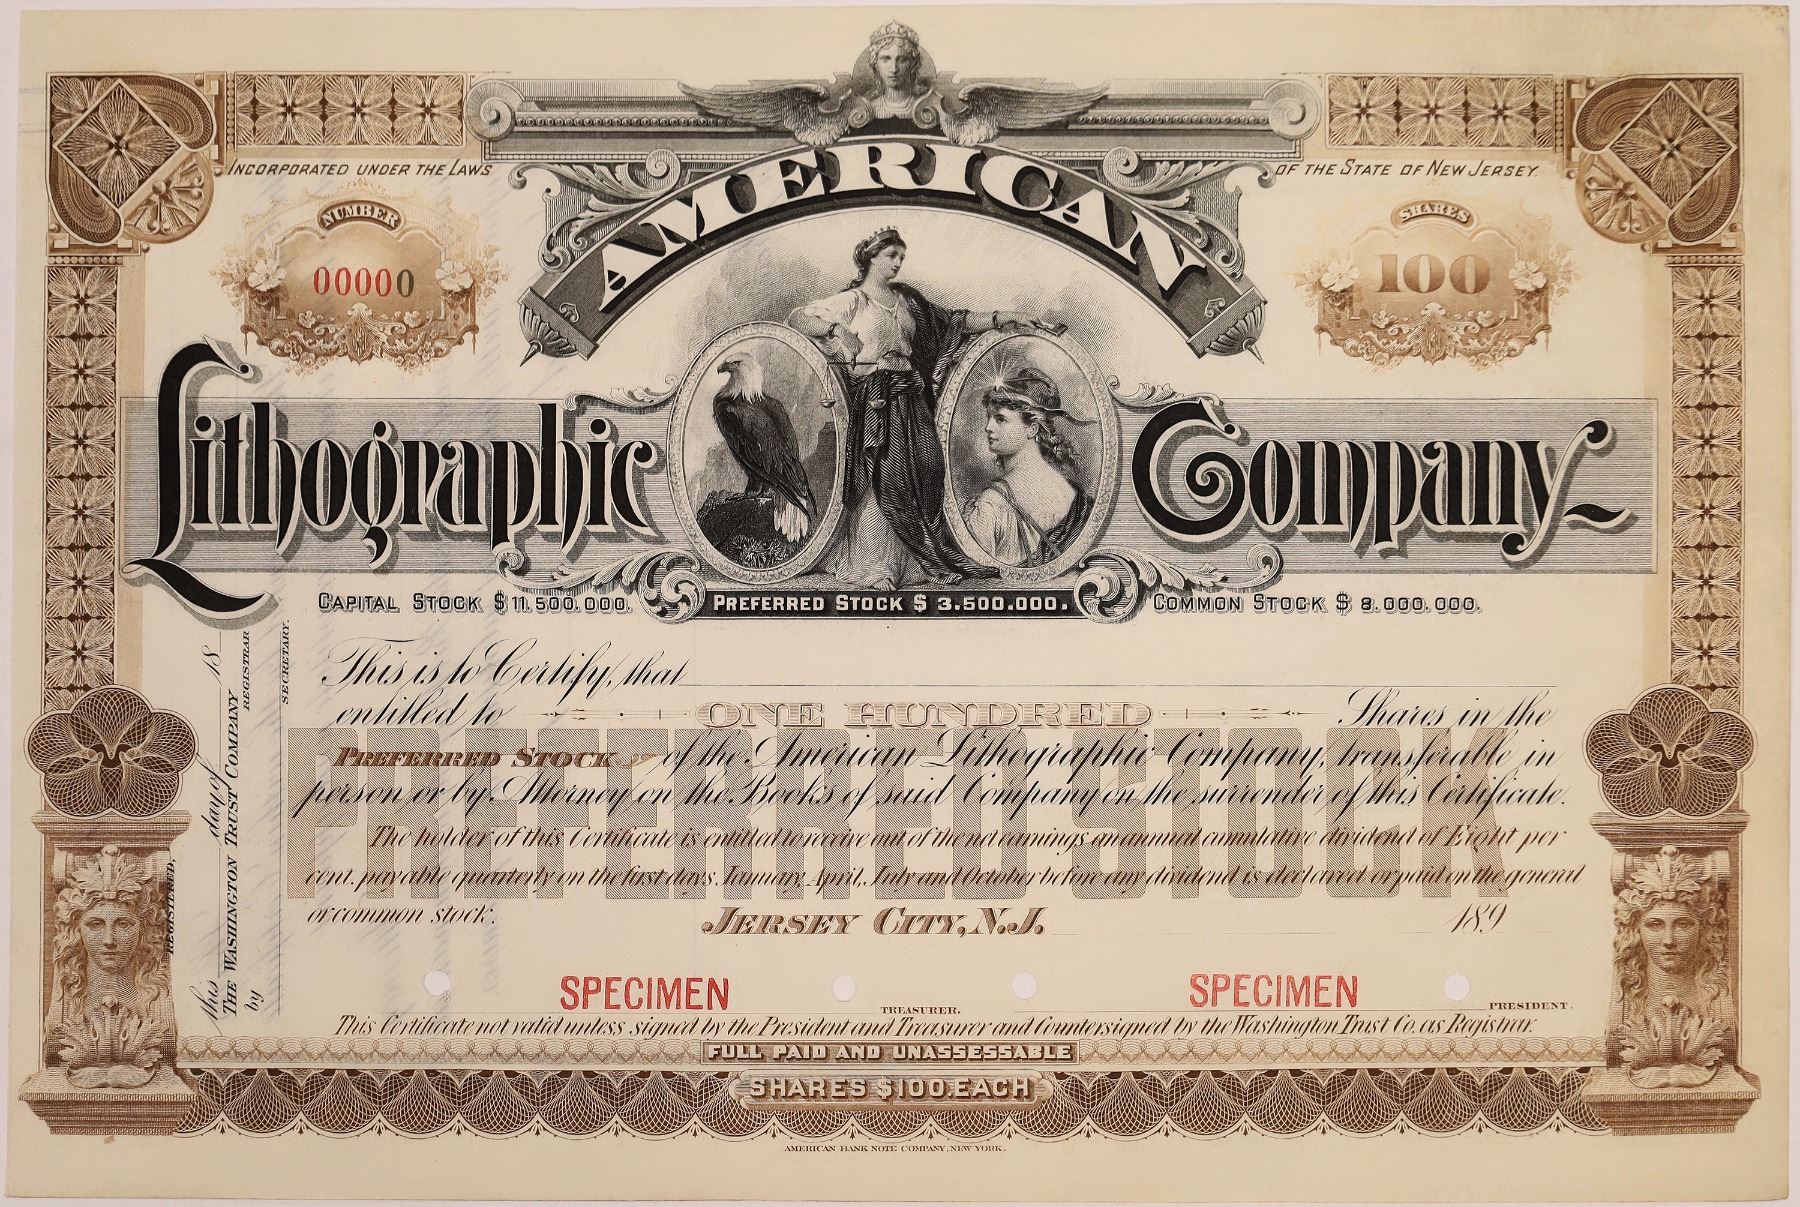 INCORPORATED UNDER THE LAWS OF THE STATE OF NEW JERSEY.
NUMBER
00000
SHARES
100
AMERICAN
Lithographic Company
CAPITAL STOCK $11.500.000. PREFERRED STOCK $3.500.000. COMMON STOCK $8.000.000.
This is to Certify, that
entitled to ONE HUNDRED Shares in the
PREFERRED STOCK of the American Lithographic Company, transferable in
person or by Attorney on the Books of said Company on the surrender of this Certificate.
The holder of this Certificate is entitled to receive out of the net earnings an annual cumulative dividend of Eight per
cent. payable quarterly on the first days January, April, July and October before any dividend is declared or paid on the general
or common stock.
PREFERRED STOCK
JERSEY CITY, N.J. 189
SPECIMEN SPECIMEN
TREASURER. PRESIDENT.
This Certificate not valid unless signed by the President and Treasurer and Countersigned by the Washington Trust Co. as Registrar.
FULL PAID AND UNASSESSABLE
SHARES $100. EACH
AMERICAN BANK NOTE COMPANY, NEW YORK.
REGISTERED,
this day of 18
THE WASHINGTON TRUST COMPANY
REGISTRAR
by
SECRETARY.